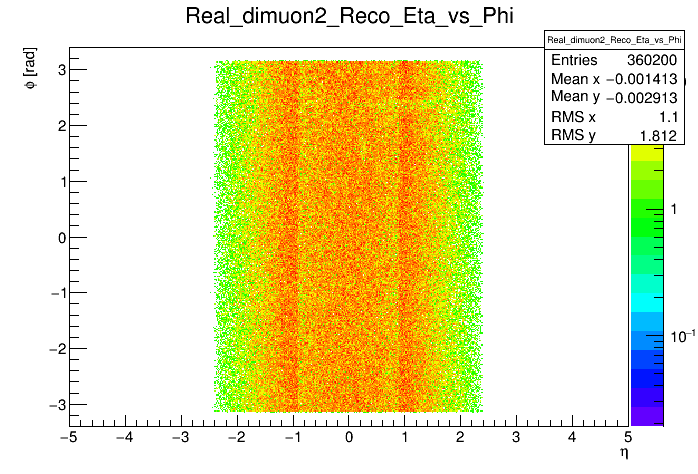 Real_dimuon2_Reco_Eta_vs_Phi
Real_dimuon2_Reco_Eta_vs_Phi
Entries 360200
Mean x −0.001413
Mean y −0.002913
RMS x 1.1
RMS y 1.812
ϕ [rad]
3
2
1
0
−1
−2
−3
−5 −4 −3 −2 −1 0 1 2 3 4 5
η
1
10⁻¹